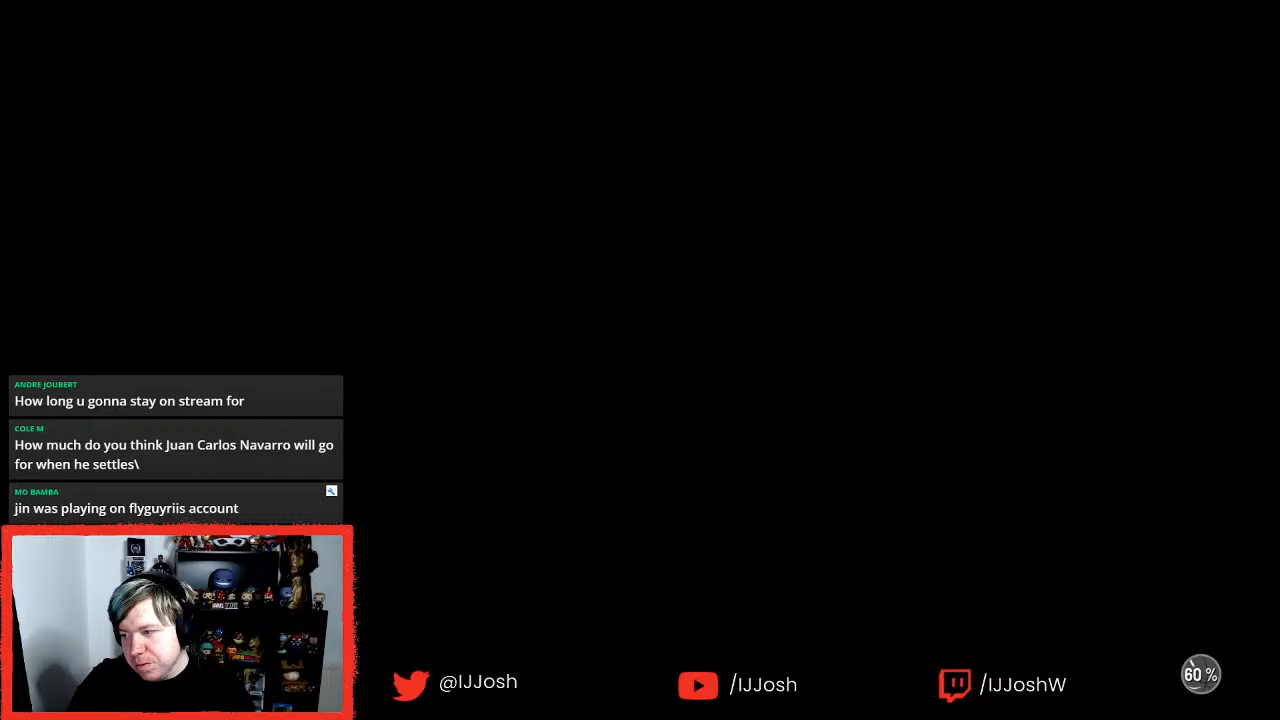 ANDRE JOUBERT
How long u gonna stay on stream for
COLE M
How much do you think Juan Carlos Navarro will go
for when he settles\
MO BAMBA
jin was playing on flyguyriis account
@IJJosh
/IJJosh
/IJJoshW
60 %